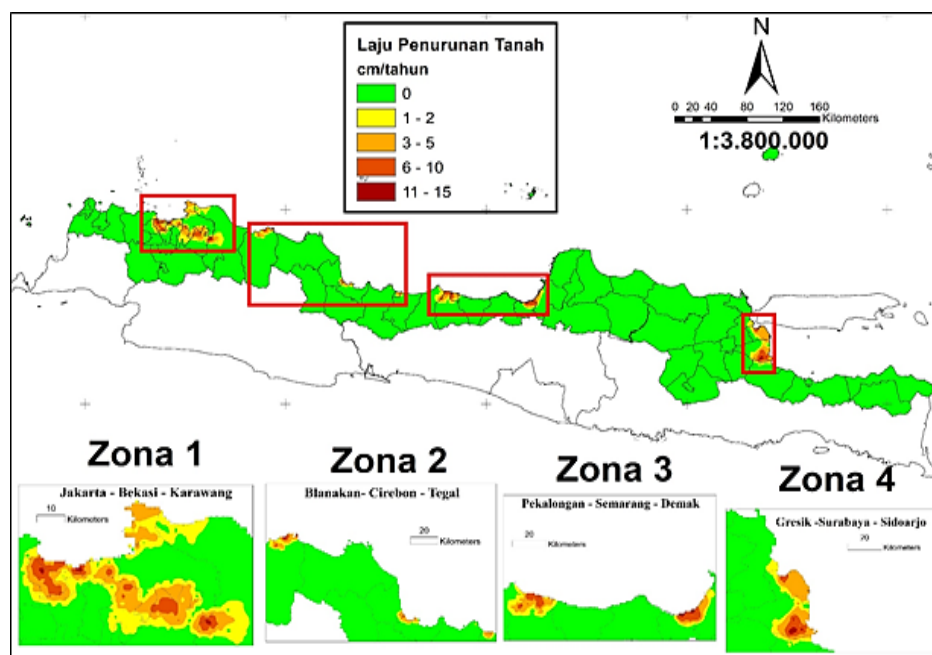 Laju Penurunan Tanah
cm/tahun
0
1 - 2
3 - 5
6 - 10
11 - 15
N
0 20 40 80 120 160
Kilometers
1:3.800.000
Zona 1
Jakarta - Bekasi - Karawang
10
Kilometers
Zona 2
Blanakan- Cirebon - Tegal
20
Kilometers
Zona 3
Pekalongan - Semarang - Demak
20
Kilometers
Zona 4
Gresik -Surabaya - Sidoarjo
20
Kilometers